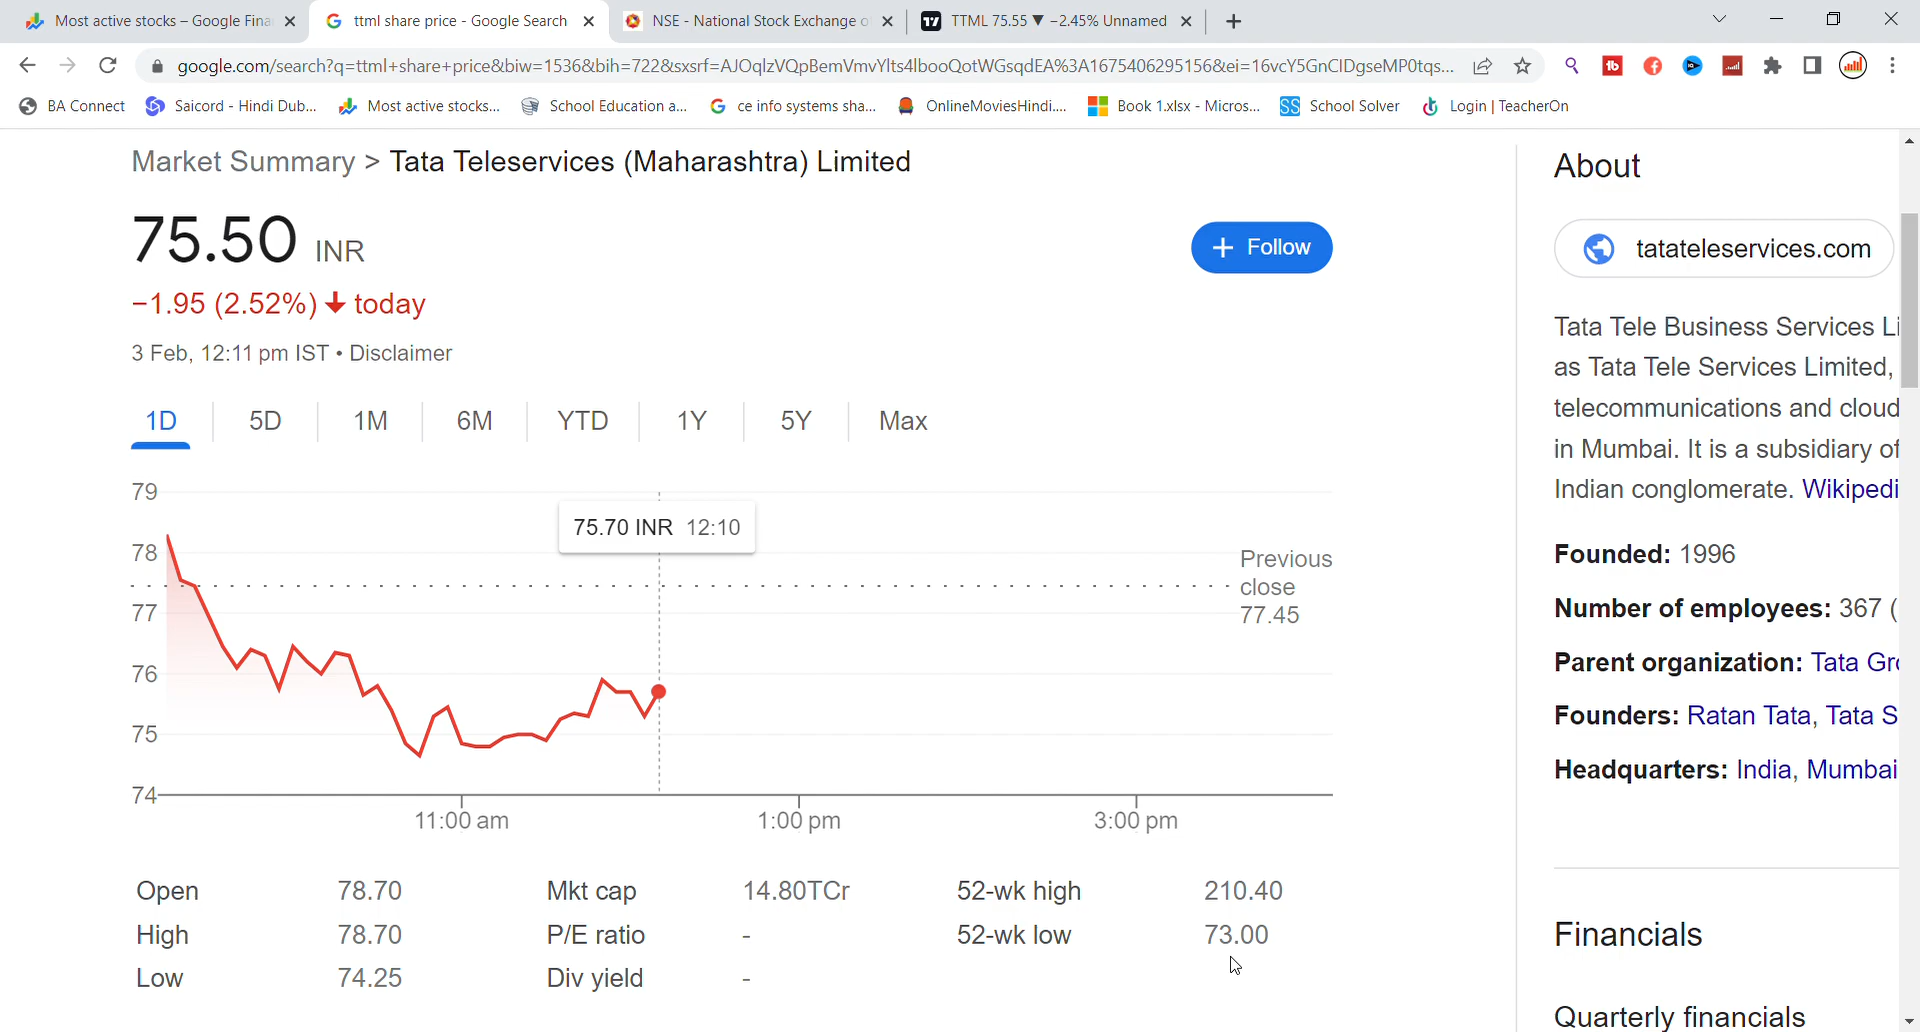 Most active stocks – Google Fina
ttml share price - Google Search
NSE - National Stock Exchange o
TTML 75.55 ▼ −2.45% Unnamed
google.com/search?q=ttml+share+price&biw=1536&bih=722&sxsrf=AJOqlzVQpBemVmvYlts4lbooQotWGsqdEA%3A1675406295156&ei=16vcY5GnCIDgseMP0tqs...
BA Connect
Saicord - Hindi Dub...
Most active stocks...
School Education a...
ce info systems sha...
OnlineMoviesHindi....
Book 1.xlsx - Micros...
SS School Solver
Login | TeacherOn
Market Summary > Tata Teleservices (Maharashtra) Limited
75.50 INR
+ Follow
−1.95 (2.52%) ↓ today
3 Feb, 12:11 pm IST • Disclaimer
1D 5D 1M 6M YTD 1Y 5Y Max
79
75.70 INR 12:10
78
Previous
close
77.45
77
76
75
74
11:00 am 1:00 pm 3:00 pm
Open 78.70 Mkt cap 14.80TCr 52-wk high 210.40
High 78.70 P/E ratio - 52-wk low 73.00
Low 74.25 Div yield -
About
tatateleservices.com
Tata Tele Business Services Li
as Tata Tele Services Limited,
telecommunications and cloud
in Mumbai. It is a subsidiary of
Indian conglomerate. Wikipedi
Founded: 1996
Number of employees: 367 (
Parent organization: Tata Gro
Founders: Ratan Tata, Tata S
Headquarters: India, Mumbai
Financials
Quarterly financials